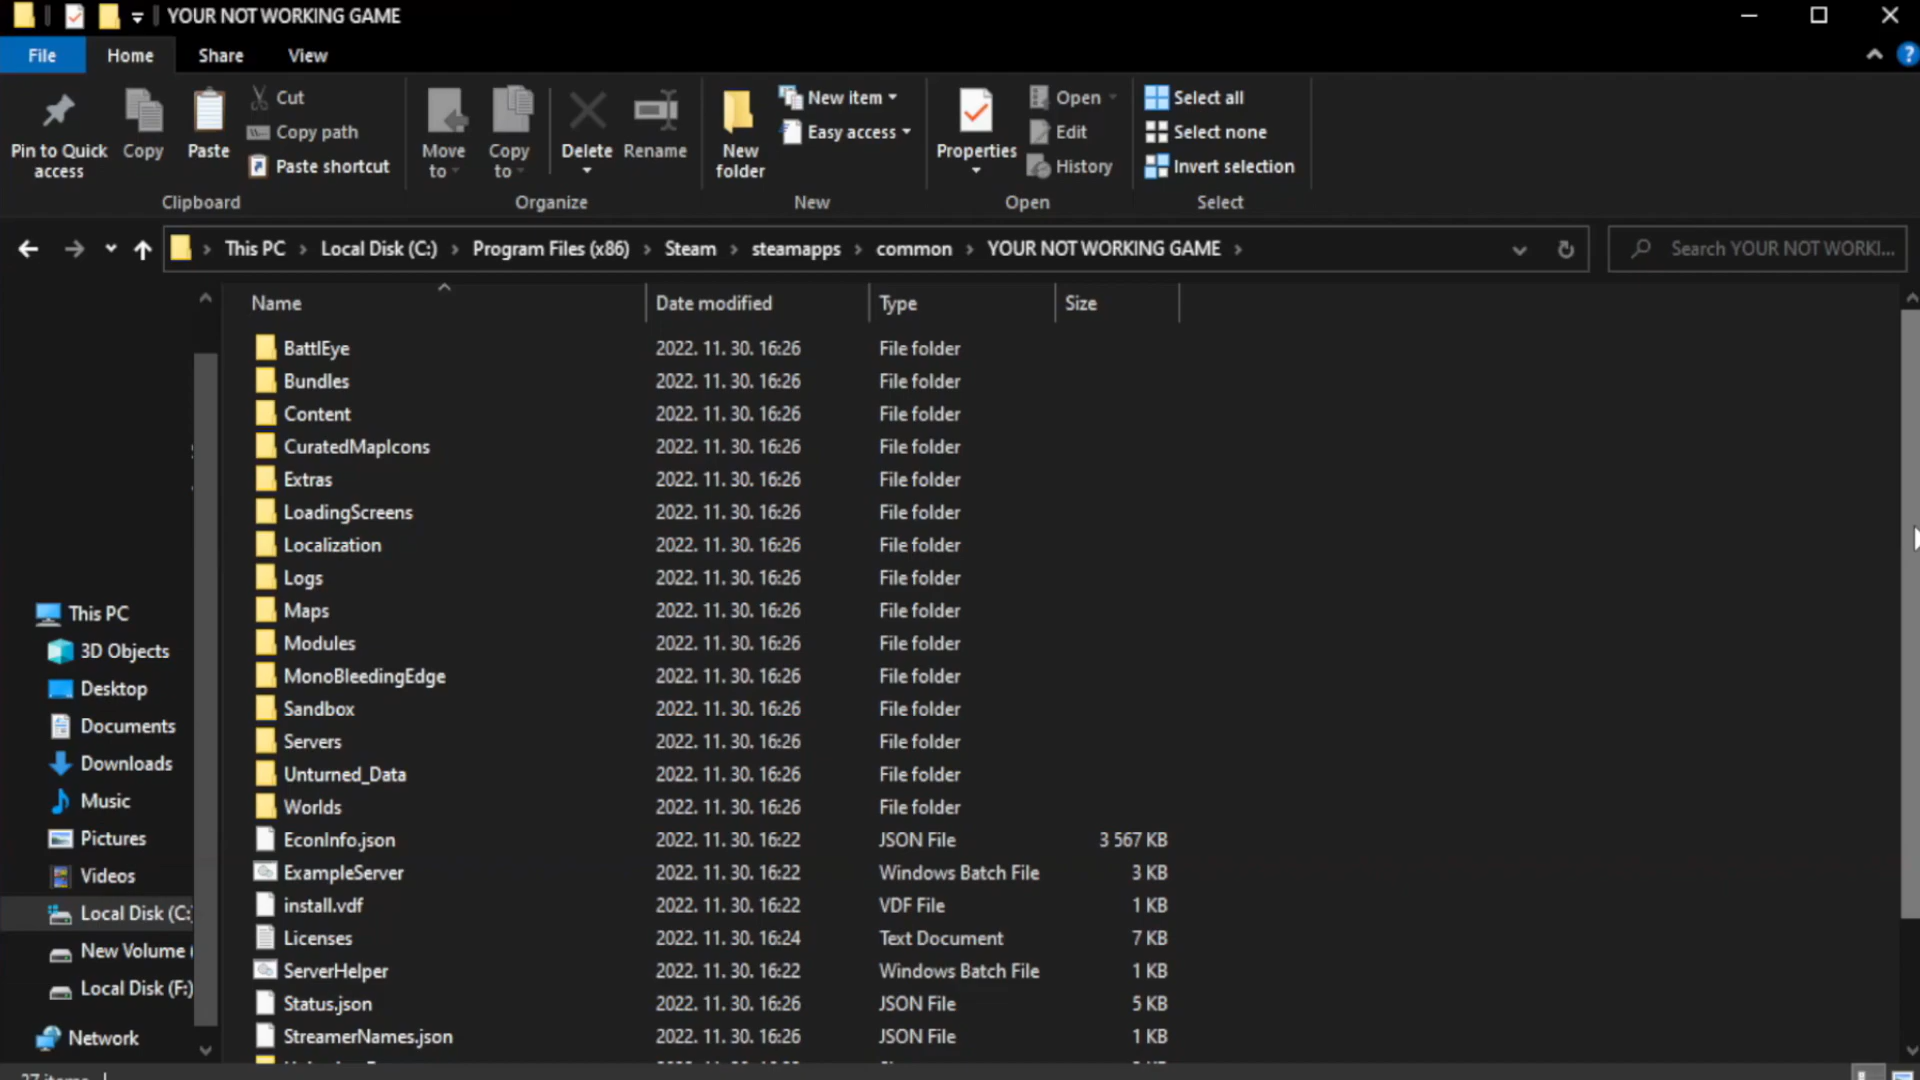 YOUR NOT WORKING GAME
File Home Share View
Pin to Quick access
Copy
Paste
Cut
Copy path
Paste shortcut
Move to
Copy to
Delete
Rename
New folder
New item
Easy access
Properties
Open
Edit
History
Select all
Select none
Invert selection
Clipboard Organize New Open Select
This PC Local Disk (C:) Program Files (x86) Steam steamapps common YOUR NOT WORKING GAME
Search YOUR NOT WORKI...
Name Date modified Type Size
BattlEye 2022. 11. 30. 16:26 File folder
Bundles 2022. 11. 30. 16:26 File folder
Content 2022. 11. 30. 16:26 File folder
CuratedMapIcons 2022. 11. 30. 16:26 File folder
Extras 2022. 11. 30. 16:26 File folder
LoadingScreens 2022. 11. 30. 16:26 File folder
Localization 2022. 11. 30. 16:26 File folder
Logs 2022. 11. 30. 16:26 File folder
Maps 2022. 11. 30. 16:26 File folder
Modules 2022. 11. 30. 16:26 File folder
MonoBleedingEdge 2022. 11. 30. 16:26 File folder
Sandbox 2022. 11. 30. 16:26 File folder
Servers 2022. 11. 30. 16:26 File folder
Unturned_Data 2022. 11. 30. 16:26 File folder
Worlds 2022. 11. 30. 16:26 File folder
EconInfo.json 2022. 11. 30. 16:22 JSON File 3 567 KB
ExampleServer 2022. 11. 30. 16:22 Windows Batch File 3 KB
install.vdf 2022. 11. 30. 16:22 VDF File 1 KB
Licenses 2022. 11. 30. 16:24 Text Document 7 KB
ServerHelper 2022. 11. 30. 16:22 Windows Batch File 1 KB
Status.json 2022. 11. 30. 16:26 JSON File 5 KB
StreamerNames.json 2022. 11. 30. 16:26 JSON File 1 KB
This PC
3D Objects
Desktop
Documents
Downloads
Music
Pictures
Videos
Local Disk (C:)
New Volume (
Local Disk (F:)
Network